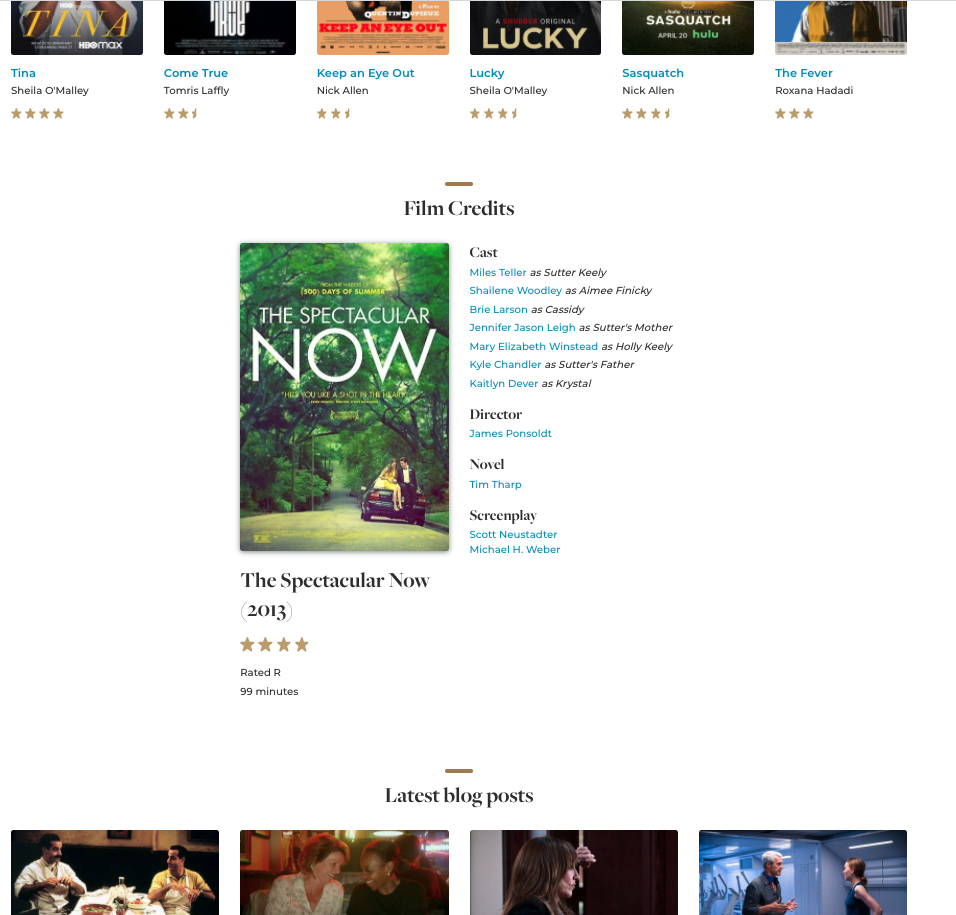 HBO
TINA
HBOMAX
TRUE
QUENTIN DUPIEUX
KEEP AN EYE OUT
A SHUDDER ORIGINAL
LUCKY
SASQUATCH
APRIL 20 hulu
Tina
Come True
Keep an Eye Out
Lucky
Sasquatch
The Fever
Sheila O'Malley
Tomris Laffly
Nick Allen
Sheila O'Malley
Nick Allen
Roxana Hadadi
Film Credits
FROM THE WRITERS OF
(500) DAYS OF SUMMER
THE SPECTACULAR
NOW
"HITS YOU LIKE A SHOT IN THE HEART"
Cast
Miles Teller as Sutter Keely
Shailene Woodley as Aimee Finicky
Brie Larson as Cassidy
Jennifer Jason Leigh as Sutter's Mother
Mary Elizabeth Winstead as Holly Keely
Kyle Chandler as Sutter's Father
Kaitlyn Dever as Krystal
Director
James Ponsoldt
Novel
Tim Tharp
Screenplay
Scott Neustadter
Michael H. Weber
The Spectacular Now
(2013)
Rated R
99 minutes
Latest blog posts